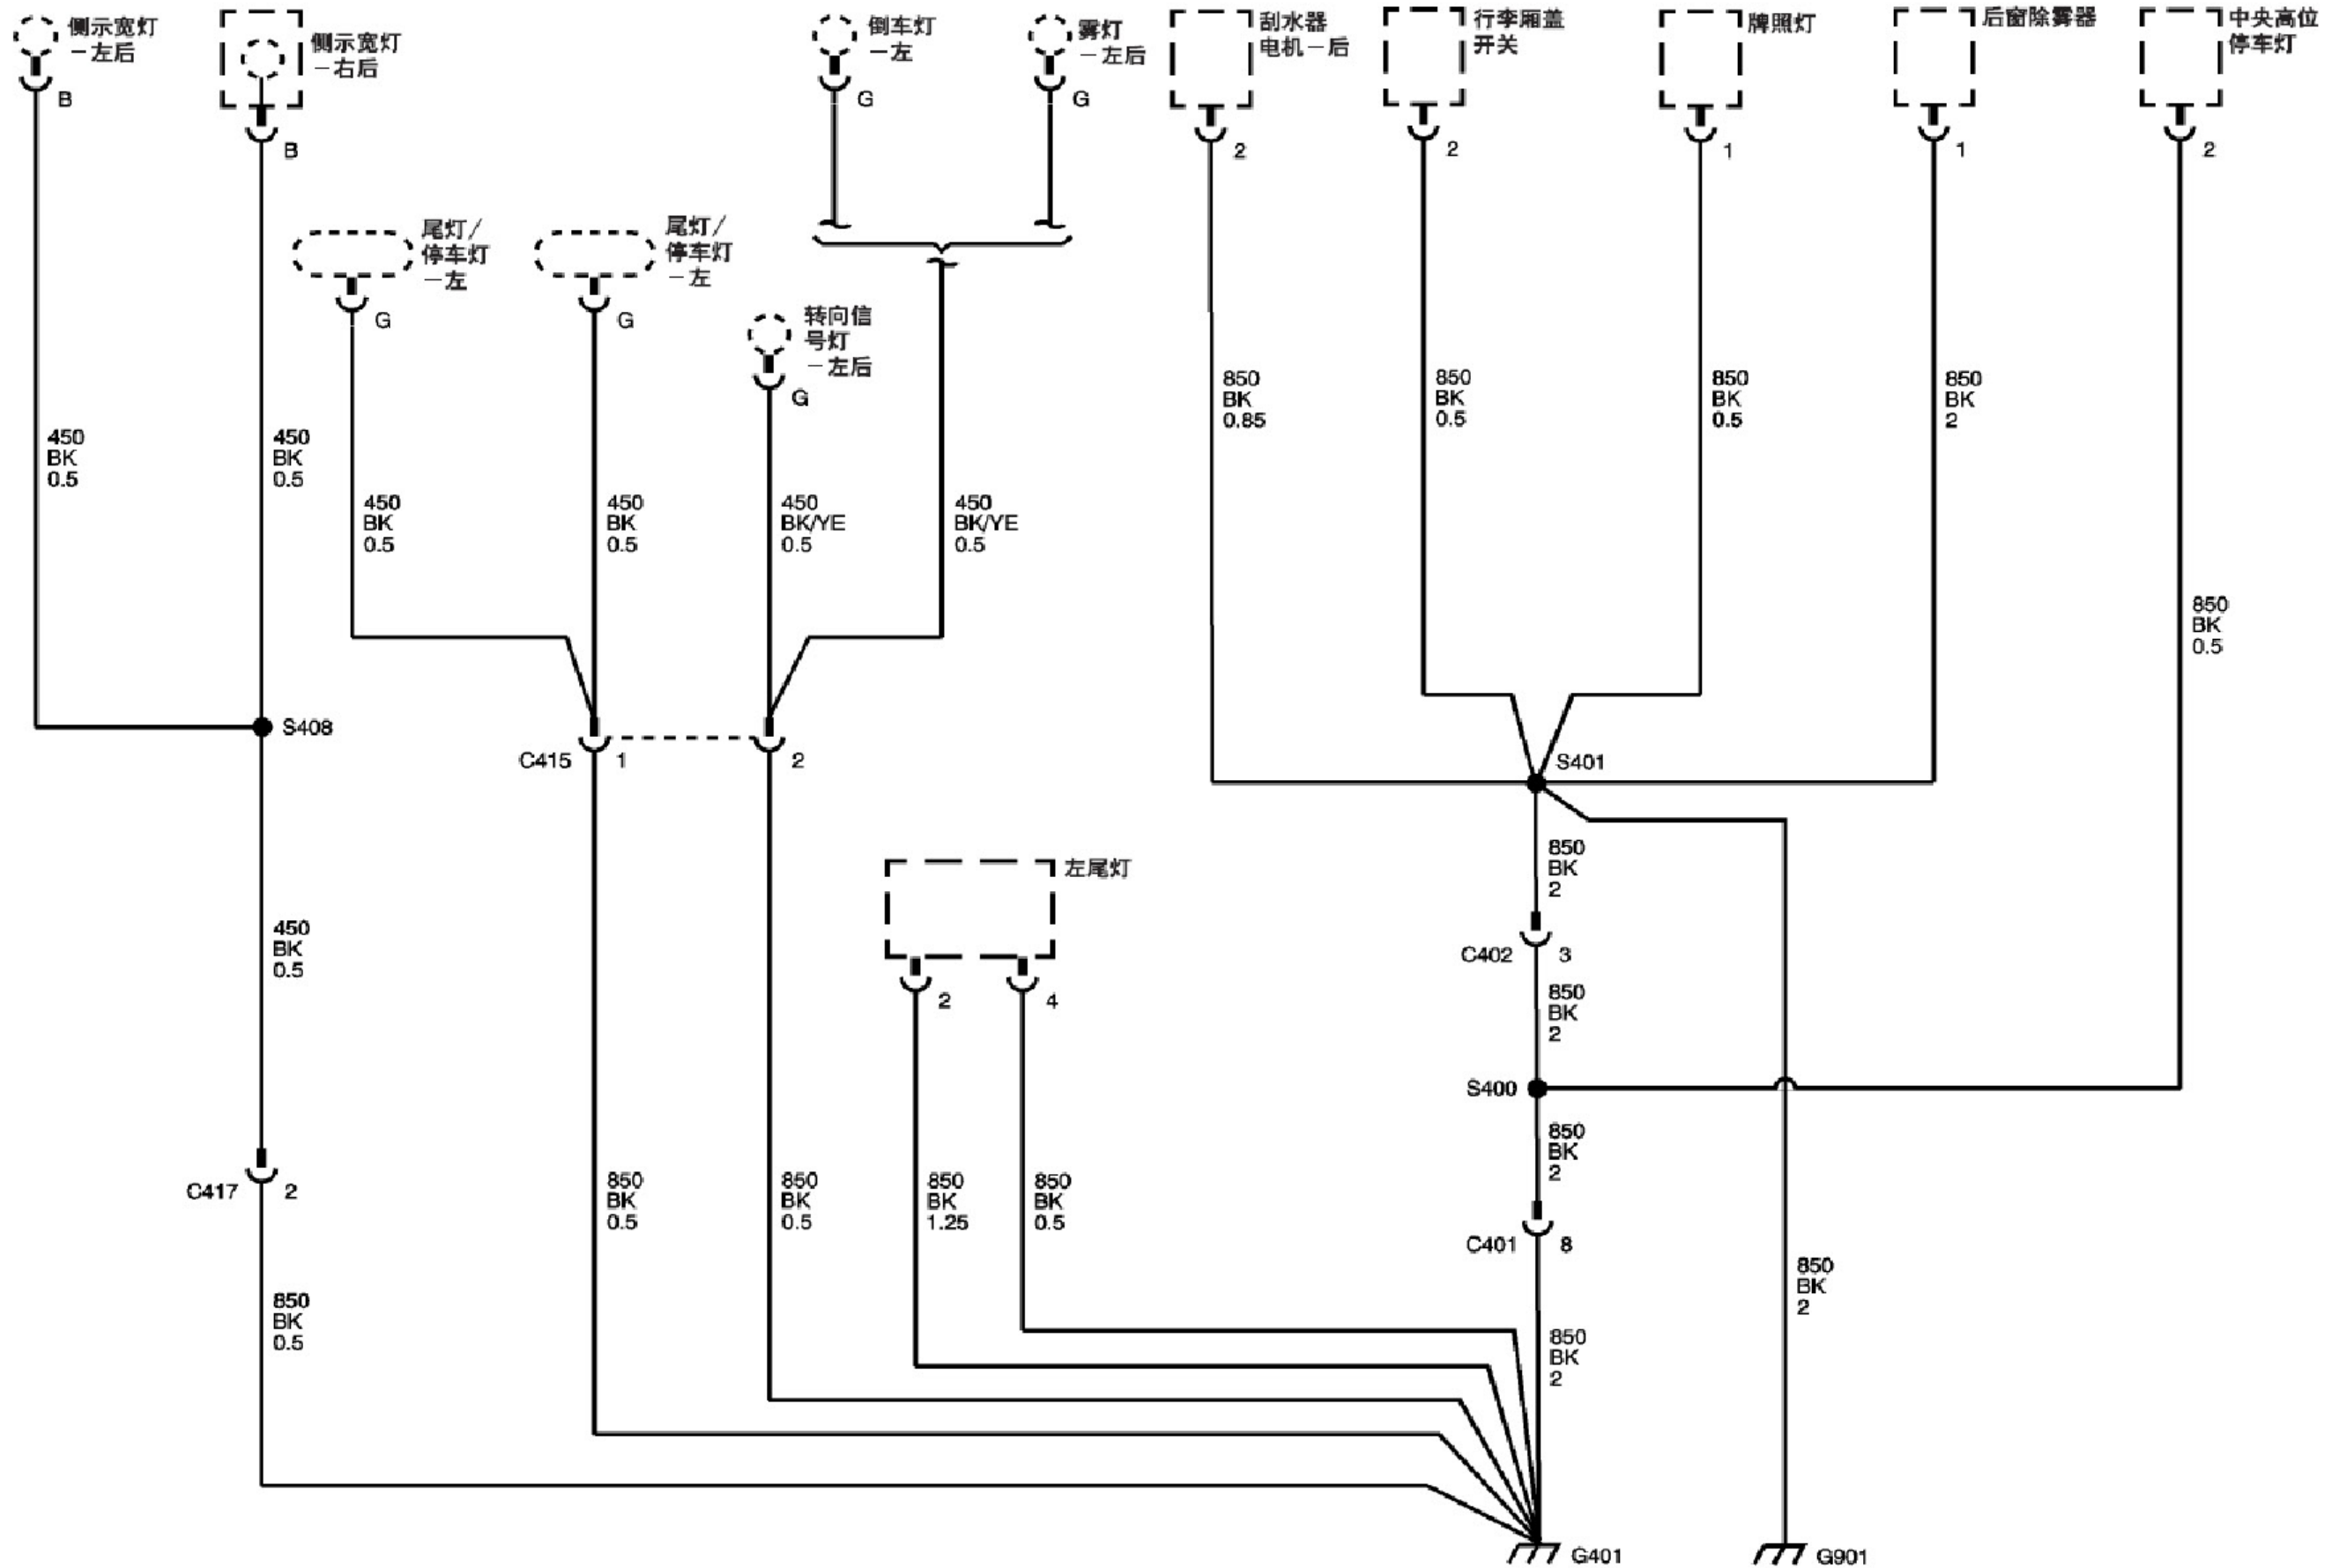 侧示宽灯
－左后
B
侧示宽灯
－右后
B
倒车灯
－左
G
雾灯
－左后
G
刮水器
电机－后
2
行李厢盖
开关
2
牌照灯
1
后窗除雾器
1
中央高位
停车灯
2
尾灯/
停车灯
－左
G
尾灯/
停车灯
－左
G
转向信
号灯
－左后
G
450
BK
0.5
450
BK
0.5
450
BK
0.5
450
BK
0.5
450
BK/YE
0.5
450
BK/YE
0.5
850
BK
0.85
850
BK
0.5
850
BK
0.5
850
BK
2
850
BK
0.5
S408
C415
1
2
S401
左尾灯
2
4
850
BK
2
C402
3
850
BK
2
S400
450
BK
0.5
C417
2
850
BK
0.5
850
BK
0.5
850
BK
0.5
850
BK
1.25
850
BK
0.5
850
BK
2
C401
8
850
BK
2
850
BK
2
G401
G901